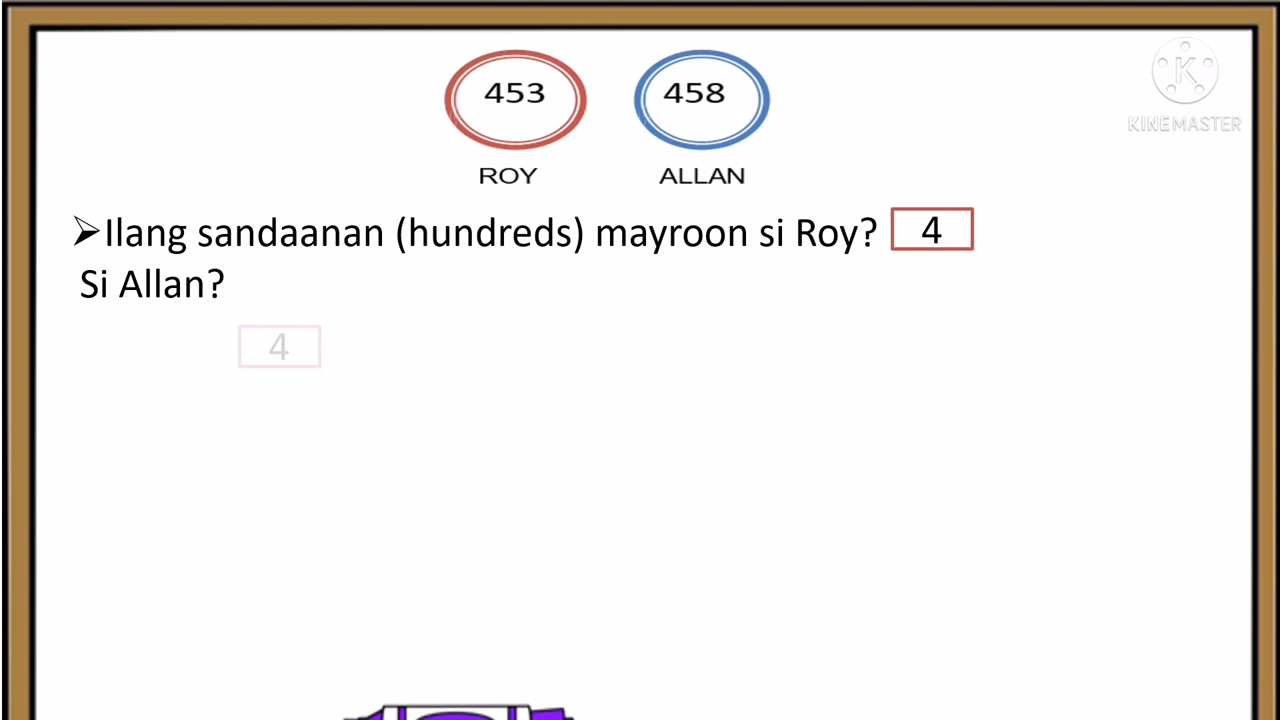 453 458
ROY ALLAN
K
KINEMASTER
➢Ilang sandaanan (hundreds) mayroon si Roy? 4
Si Allan?
4